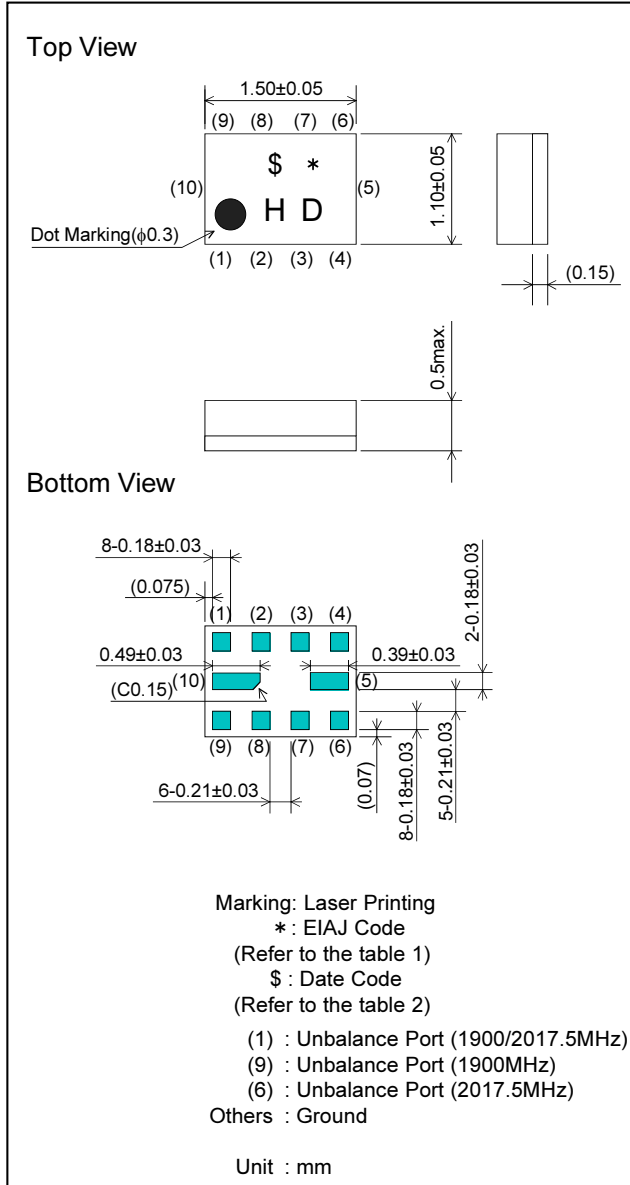 Top View
1.50±0.05
(9) (8) (7) (6)
$ *
(10) (5)
H D
1.10±0.05
Dot Marking(ϕ0.3)
(1) (2) (3) (4)
(0.15)
0.5max.
Bottom View
8-0.18±0.03
(0.075)
2-0.18±0.03
(1) (2) (3) (4)
0.49±0.03 0.39±0.03
(10) (5)
(C0.15)
(9) (8) (7) (6)
6-0.21±0.03
(0.07)
8-0.18±0.03
5-0.21±0.03
Marking: Laser Printing
* : EIAJ Code
(Refer to the table 1)
$ : Date Code
(Refer to the table 2)
(1) : Unbalance Port (1900/2017.5MHz)
(9) : Unbalance Port (1900MHz)
(6) : Unbalance Port (2017.5MHz)
Others : Ground
Unit : mm